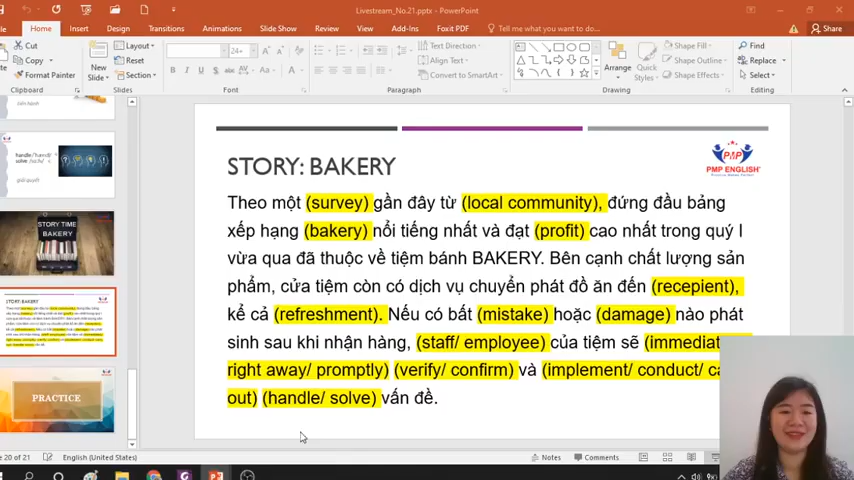 Livestream_No.21.pptx - PowerPoint
Home Insert Design Transitions Animations Slide Show Review View Add-Ins Foxit PDF Tell me what you want to do... Share
Cut
Copy
Format Painter
Clipboard
New Slide
Layout
Reset
Section
Slides
24+
Font
Paragraph
Text Direction
Align Text
Convert to SmartArt
Arrange
Quick Styles
Shape Fill
Shape Outline
Shape Effects
Drawing
Find
Replace
Select
Editing
STORY TIME
BAKERY
STORY: BAKERY
PRACTICE
PMP
PMP ENGLISH
STORY: BAKERY
Theo một (survey) gần đây từ (local community), đứng đầu bảng
xếp hạng (bakery) nổi tiếng nhất và đạt (profit) cao nhất trong quý I
vừa qua đã thuộc về tiệm bánh BAKERY. Bên cạnh chất lượng sản
phẩm, cửa tiệm còn có dịch vụ chuyển phát đồ ăn đến (recepient),
kể cả (refreshment). Nếu có bất (mistake) hoặc (damage) nào phát
sinh sau khi nhận hàng, (staff/ employee) của tiệm sẽ
right away/ promptly) (verify/ confirm) và (implement/ conduct/
out) (handle/ solve) vấn đề.
English (United States)
Notes Comments